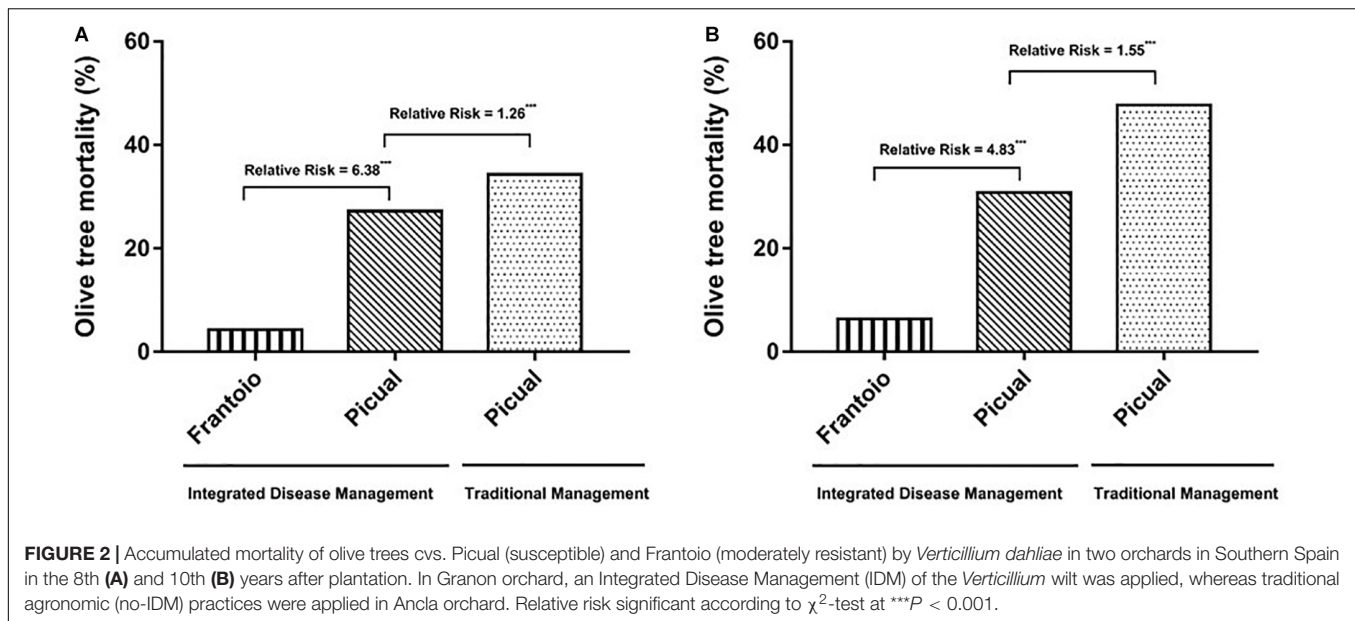 A
Olive tree mortality (%)
60
40
20
0
Relative Risk = 6.38***
Relative Risk = 1.26***
Frantoio
Picual
Picual
Integrated Disease Management
Traditional Management
B
Olive tree mortality (%)
60
40
20
0
Relative Risk = 4.83***
Relative Risk = 1.55***
Frantoio
Picual
Picual
Integrated Disease Management
Traditional Management
FIGURE 2 | Accumulated mortality of olive trees cvs. Picual (susceptible) and Frantoio (moderately resistant) by Verticillium dahliae in two orchards in Southern Spain
in the 8th (A) and 10th (B) years after plantation. In Granon orchard, an Integrated Disease Management (IDM) of the Verticillium wilt was applied, whereas traditional
agronomic (no-IDM) practices were applied in Ancla orchard. Relative risk significant according to χ²-test at ***P < 0.001.